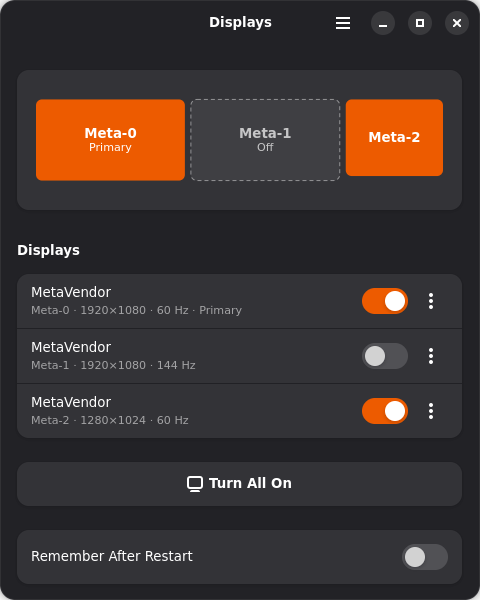 Displays
Meta-0
Primary
Meta-1
Off
Meta-2
Displays
MetaVendor
Meta-0 · 1920×1080 · 60 Hz · Primary
MetaVendor
Meta-1 · 1920×1080 · 144 Hz
MetaVendor
Meta-2 · 1280×1024 · 60 Hz
Turn All On
Remember After Restart